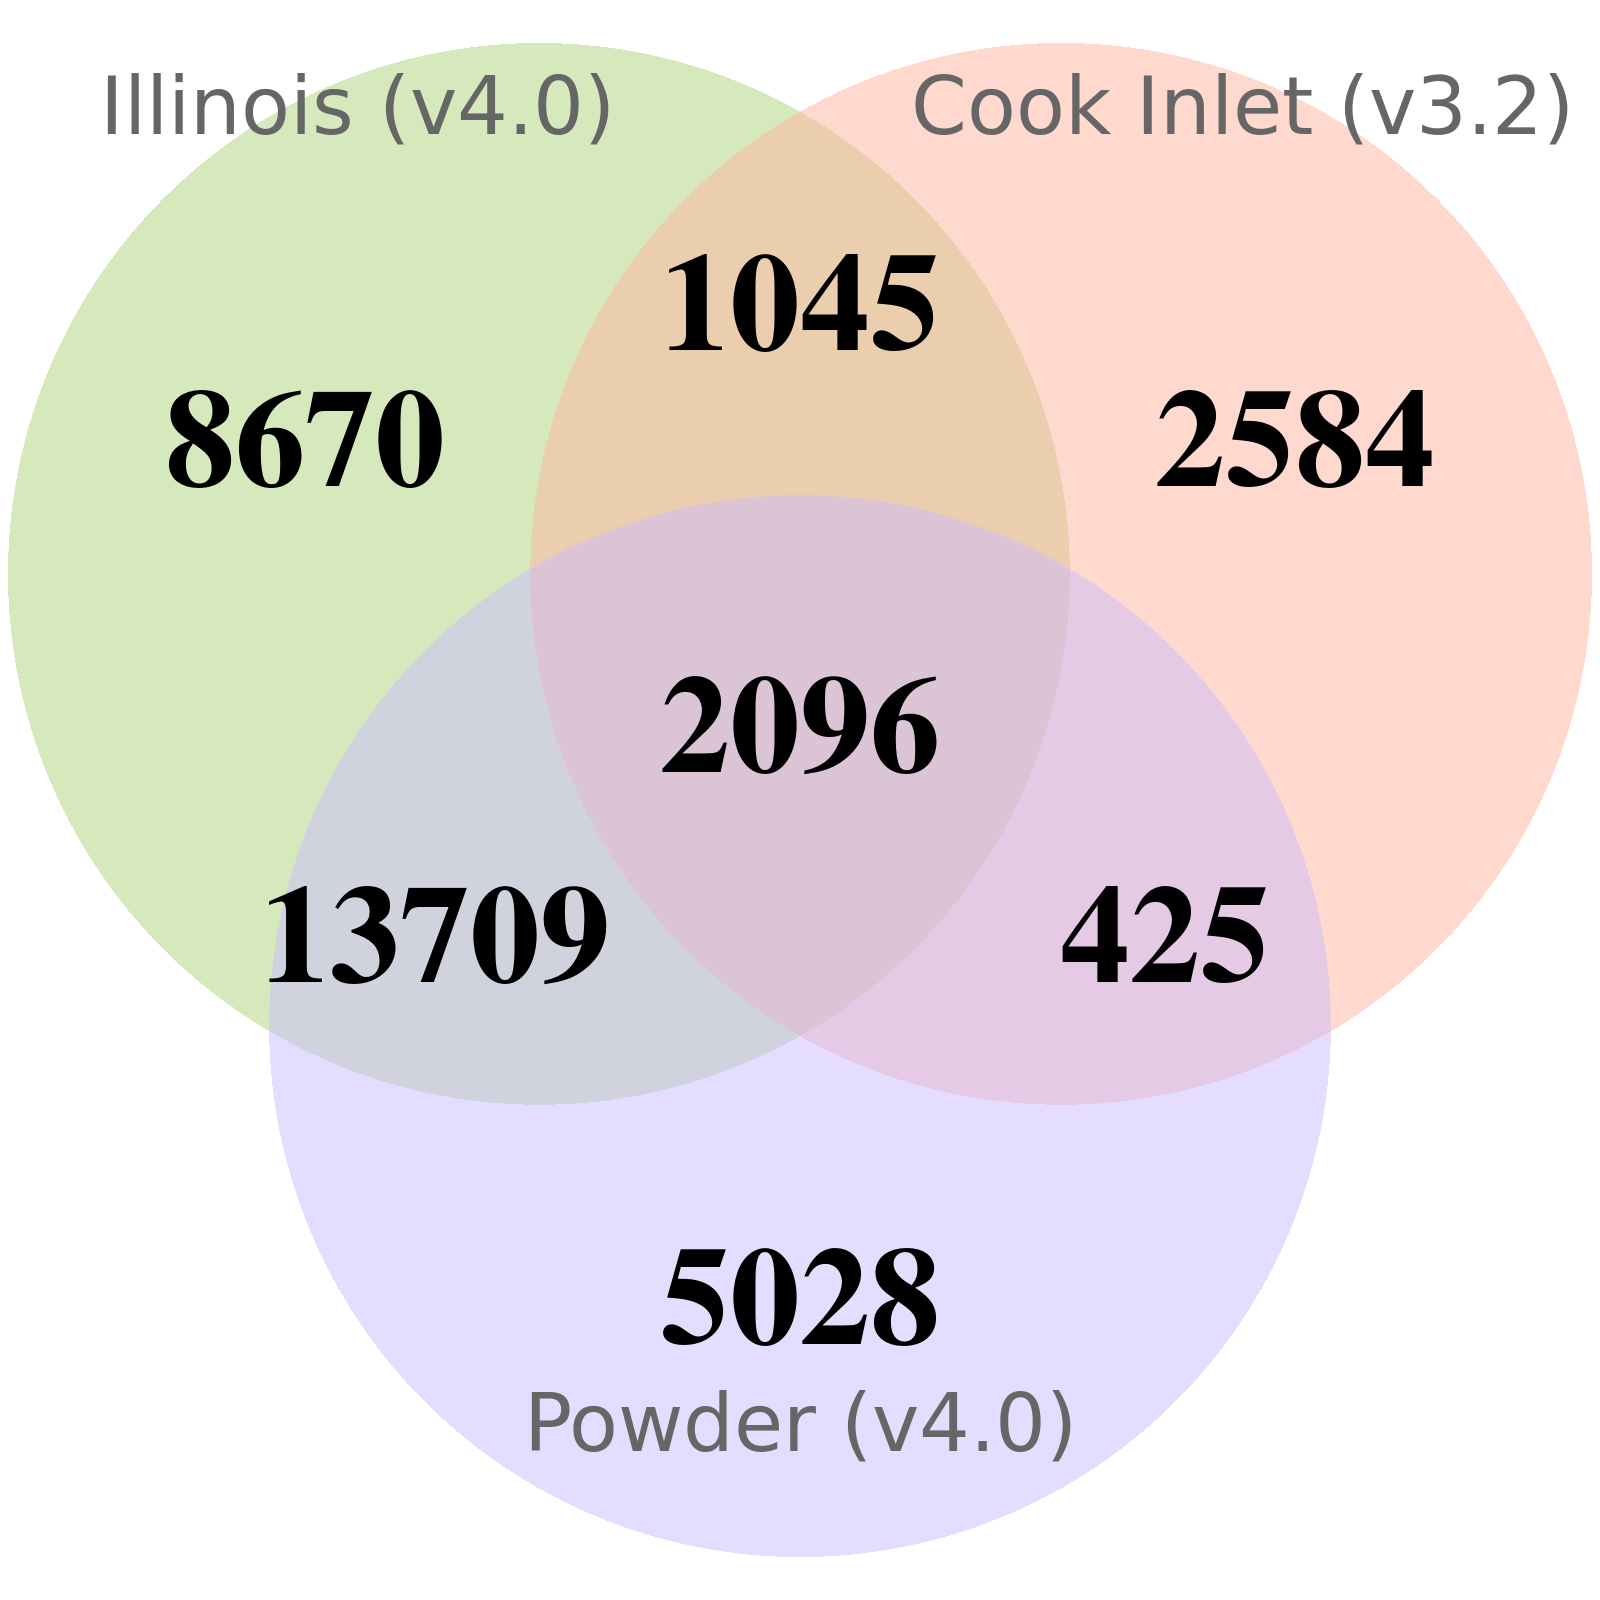 Illinois (v4.0)
Cook Inlet (v3.2)
1045
8670
2584
2096
13709
425
5028
Powder (v4.0)